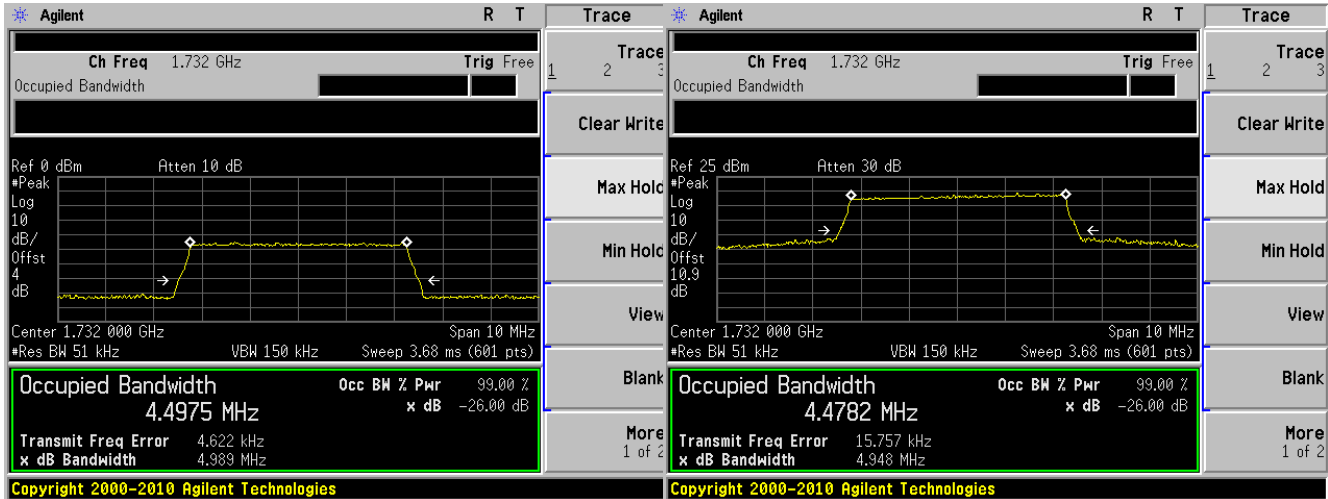 Agilent R T Trace
Ch Freq 1.732 GHz Trig Free
Occupied Bandwidth
Ref 0 dBm Atten 10 dB
#Peak
Log
10
dB/
Offst
4
dB
Center 1.732 000 GHz Span 10 MHz
#Res BW 51 kHz VBW 150 kHz Sweep 3.68 ms (601 pts)
Occupied Bandwidth Occ BW % Pwr 99.00 %
4.4975 MHz x dB -26.00 dB
Transmit Freq Error 4.622 kHz
x dB Bandwidth 4.989 MHz
Copyright 2000-2010 Agilent Technologies
Trace
1 2 3
Clear Write
Max Hold
Min Hold
View
Blank
More
1 of 2
Agilent R T Trace
Ch Freq 1.732 GHz Trig Free
Occupied Bandwidth
Ref 25 dBm Atten 30 dB
#Peak
Log
10
dB/
Offst
10.9
dB
Center 1.732 000 GHz Span 10 MHz
#Res BW 51 kHz VBW 150 kHz Sweep 3.68 ms (601 pts)
Occupied Bandwidth Occ BW % Pwr 99.00 %
4.4782 MHz x dB -26.00 dB
Transmit Freq Error 15.757 kHz
x dB Bandwidth 4.948 MHz
Copyright 2000-2010 Agilent Technologies
Trace
1 2 3
Clear Write
Max Hold
Min Hold
View
Blank
More
1 of 2